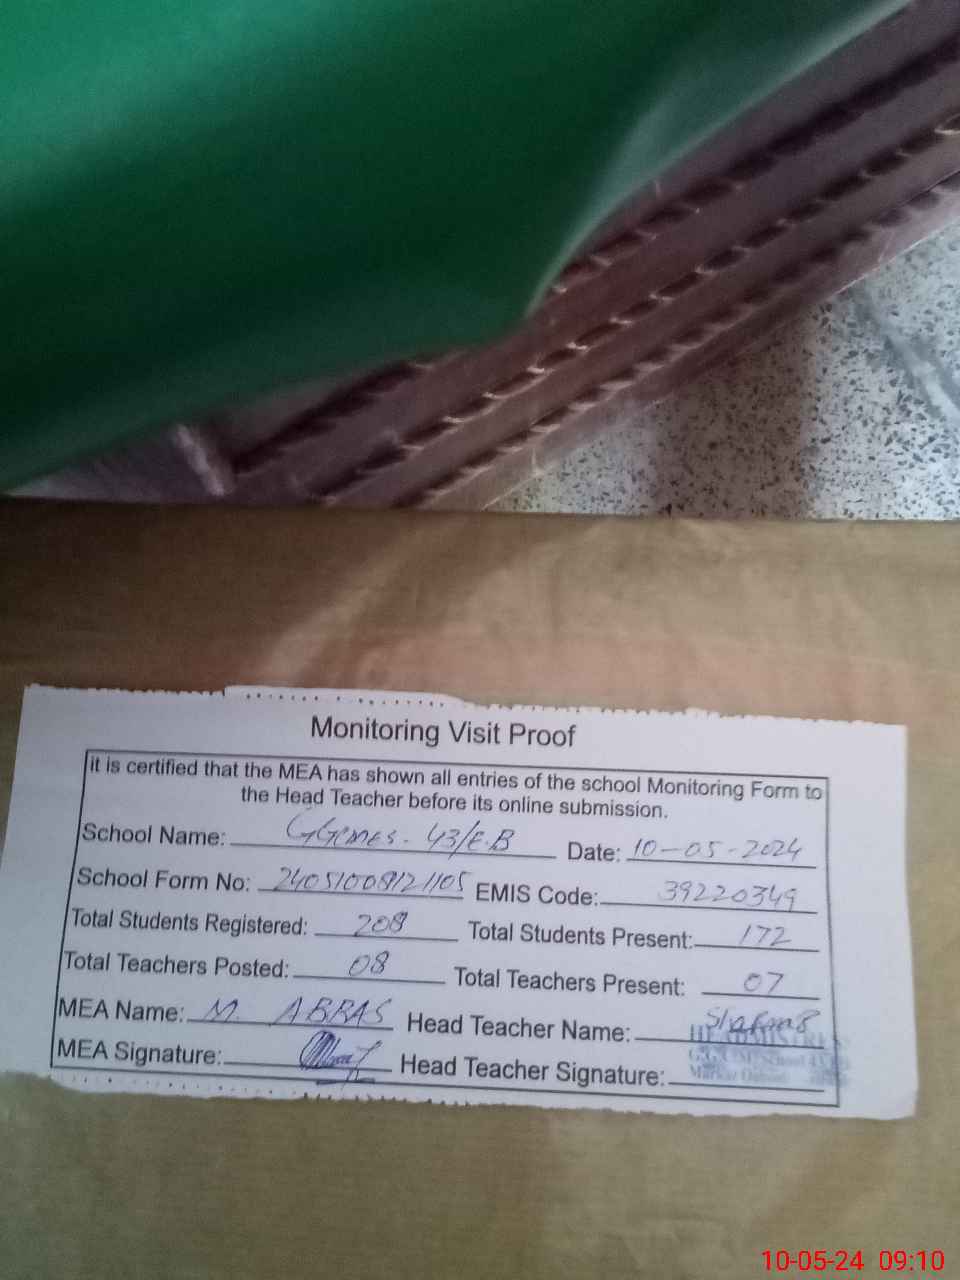 Monitoring Visit Proof
it is certified that the MEA has shown all entries of the school Monitoring Form to
the Head Teacher before its online submission.
School Name: GGCMES - 43/E.B Date: 10-05-2024
School Form No: 24051008121105 EMIS Code: 39220349
Total Students Registered: 208 Total Students Present: 172
Total Teachers Posted: 08 Total Teachers Present: 07
MEA Name: M. ABBAS Head Teacher Name:
HEADMISTRESS
MEA Signature: Head Teacher Signature:
10-05-24 09:10